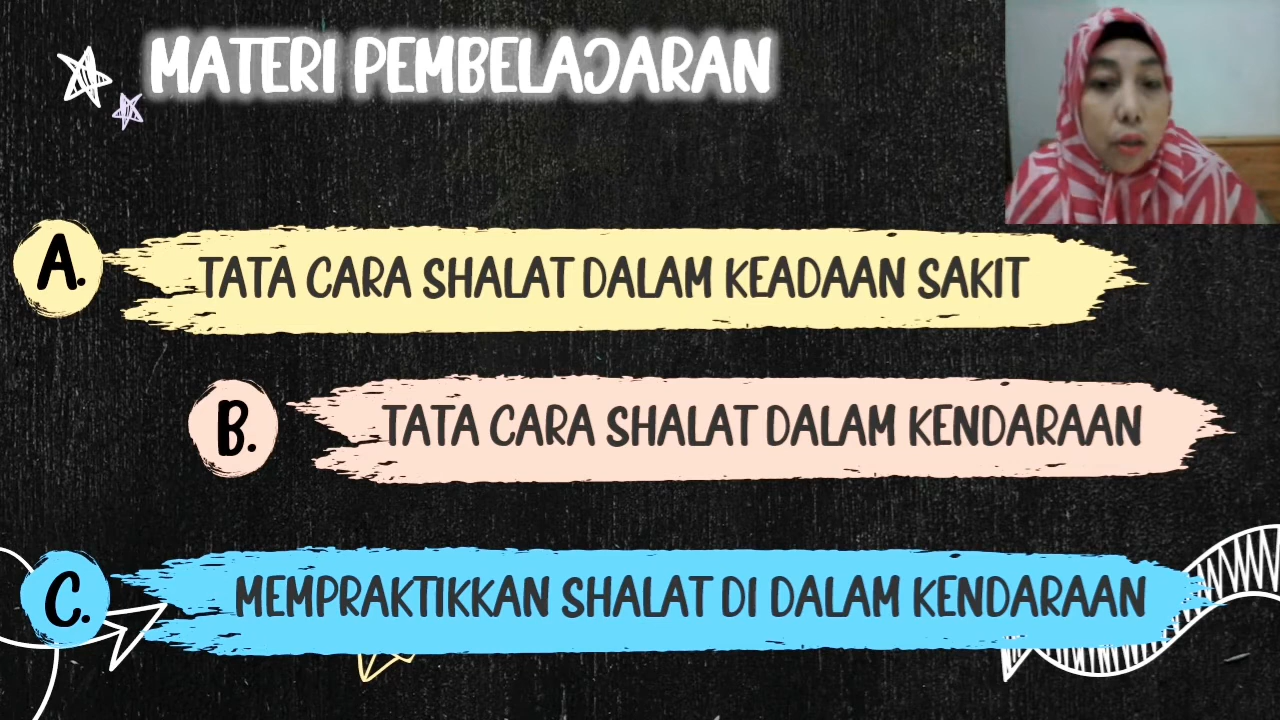 MATERI PEMBELAJARAN
A.
TATA CARA SHALAT DALAM KEADAAN SAKIT
B.
TATA CARA SHALAT DALAM KENDARAAN
C.
MEMPRAKTIKKAN SHALAT DI DALAM KENDARAAN